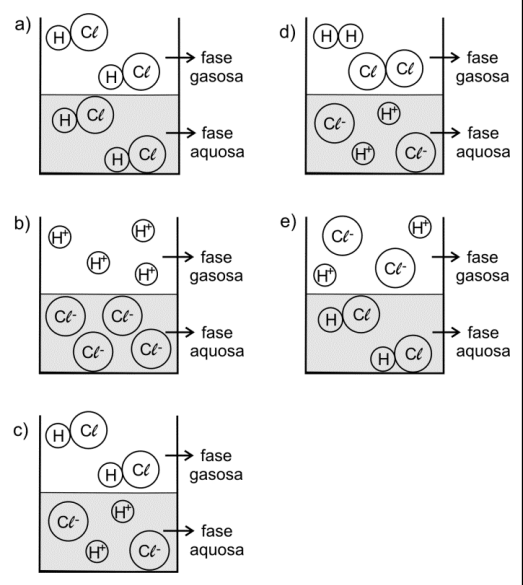 a)
H Cl
H Cl
fase
gasosa
H Cl
H Cl
fase
aquosa
b)
H+ H+
H+ H+
fase
gasosa
Cl- Cl-
Cl- Cl-
fase
aquosa
c)
H Cl
H Cl
fase
gasosa
Cl- H+
H+ Cl-
fase
aquosa
d)
H H
Cl Cl
fase
gasosa
Cl- H+
H+ Cl-
fase
aquosa
e)
Cl- H+
H+ Cl-
fase
gasosa
H Cl
H Cl
fase
aquosa